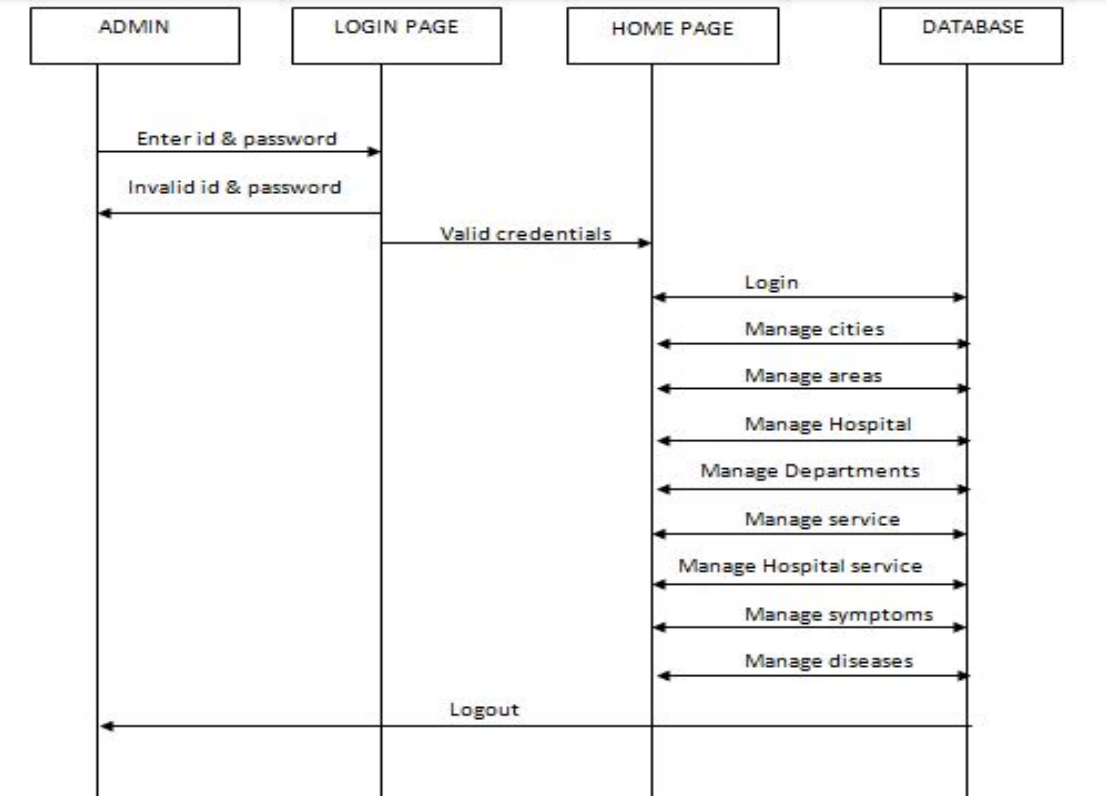 ADMIN
LOGIN PAGE
HOME PAGE
DATABASE
Enter id & password
Invalid id & password
Valid credentials
Login
Manage cities
Manage areas
Manage Hospital
Manage Departments
Manage service
Manage Hospital service
Manage symptoms
Manage diseases
Logout